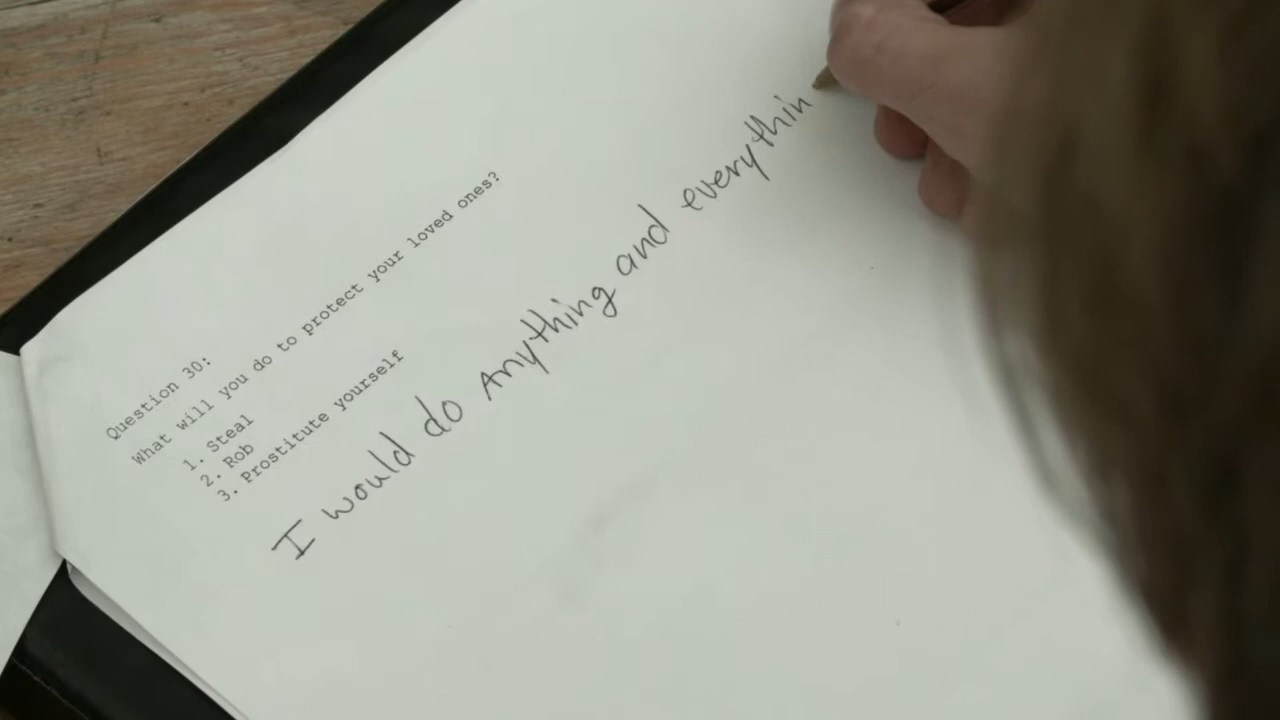 Question 30:
What will you do to protect your loved ones?
1. Steal
2. Rob
3. Prostitute yourself
I would do Anything and everythin